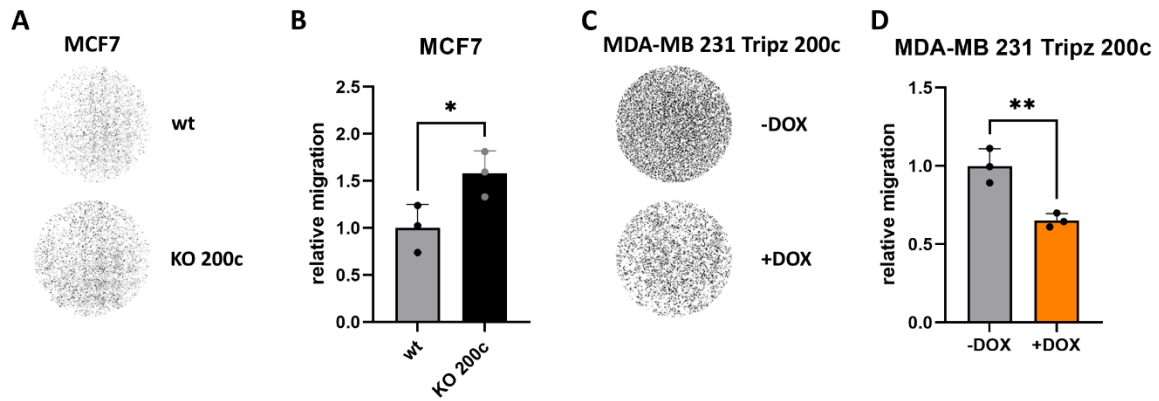 A
MCF7
wt
KO 200c
B
MCF7
relative migration
2.5
2.0
1.5
1.0
0.5
0.0
*
wt
KO 200c
C
MDA-MB 231 Tripz 200c
-DOX
+DOX
D
MDA-MB 231 Tripz 200c
relative migration
1.5
1.0
0.5
0.0
**
-DOX
+DOX